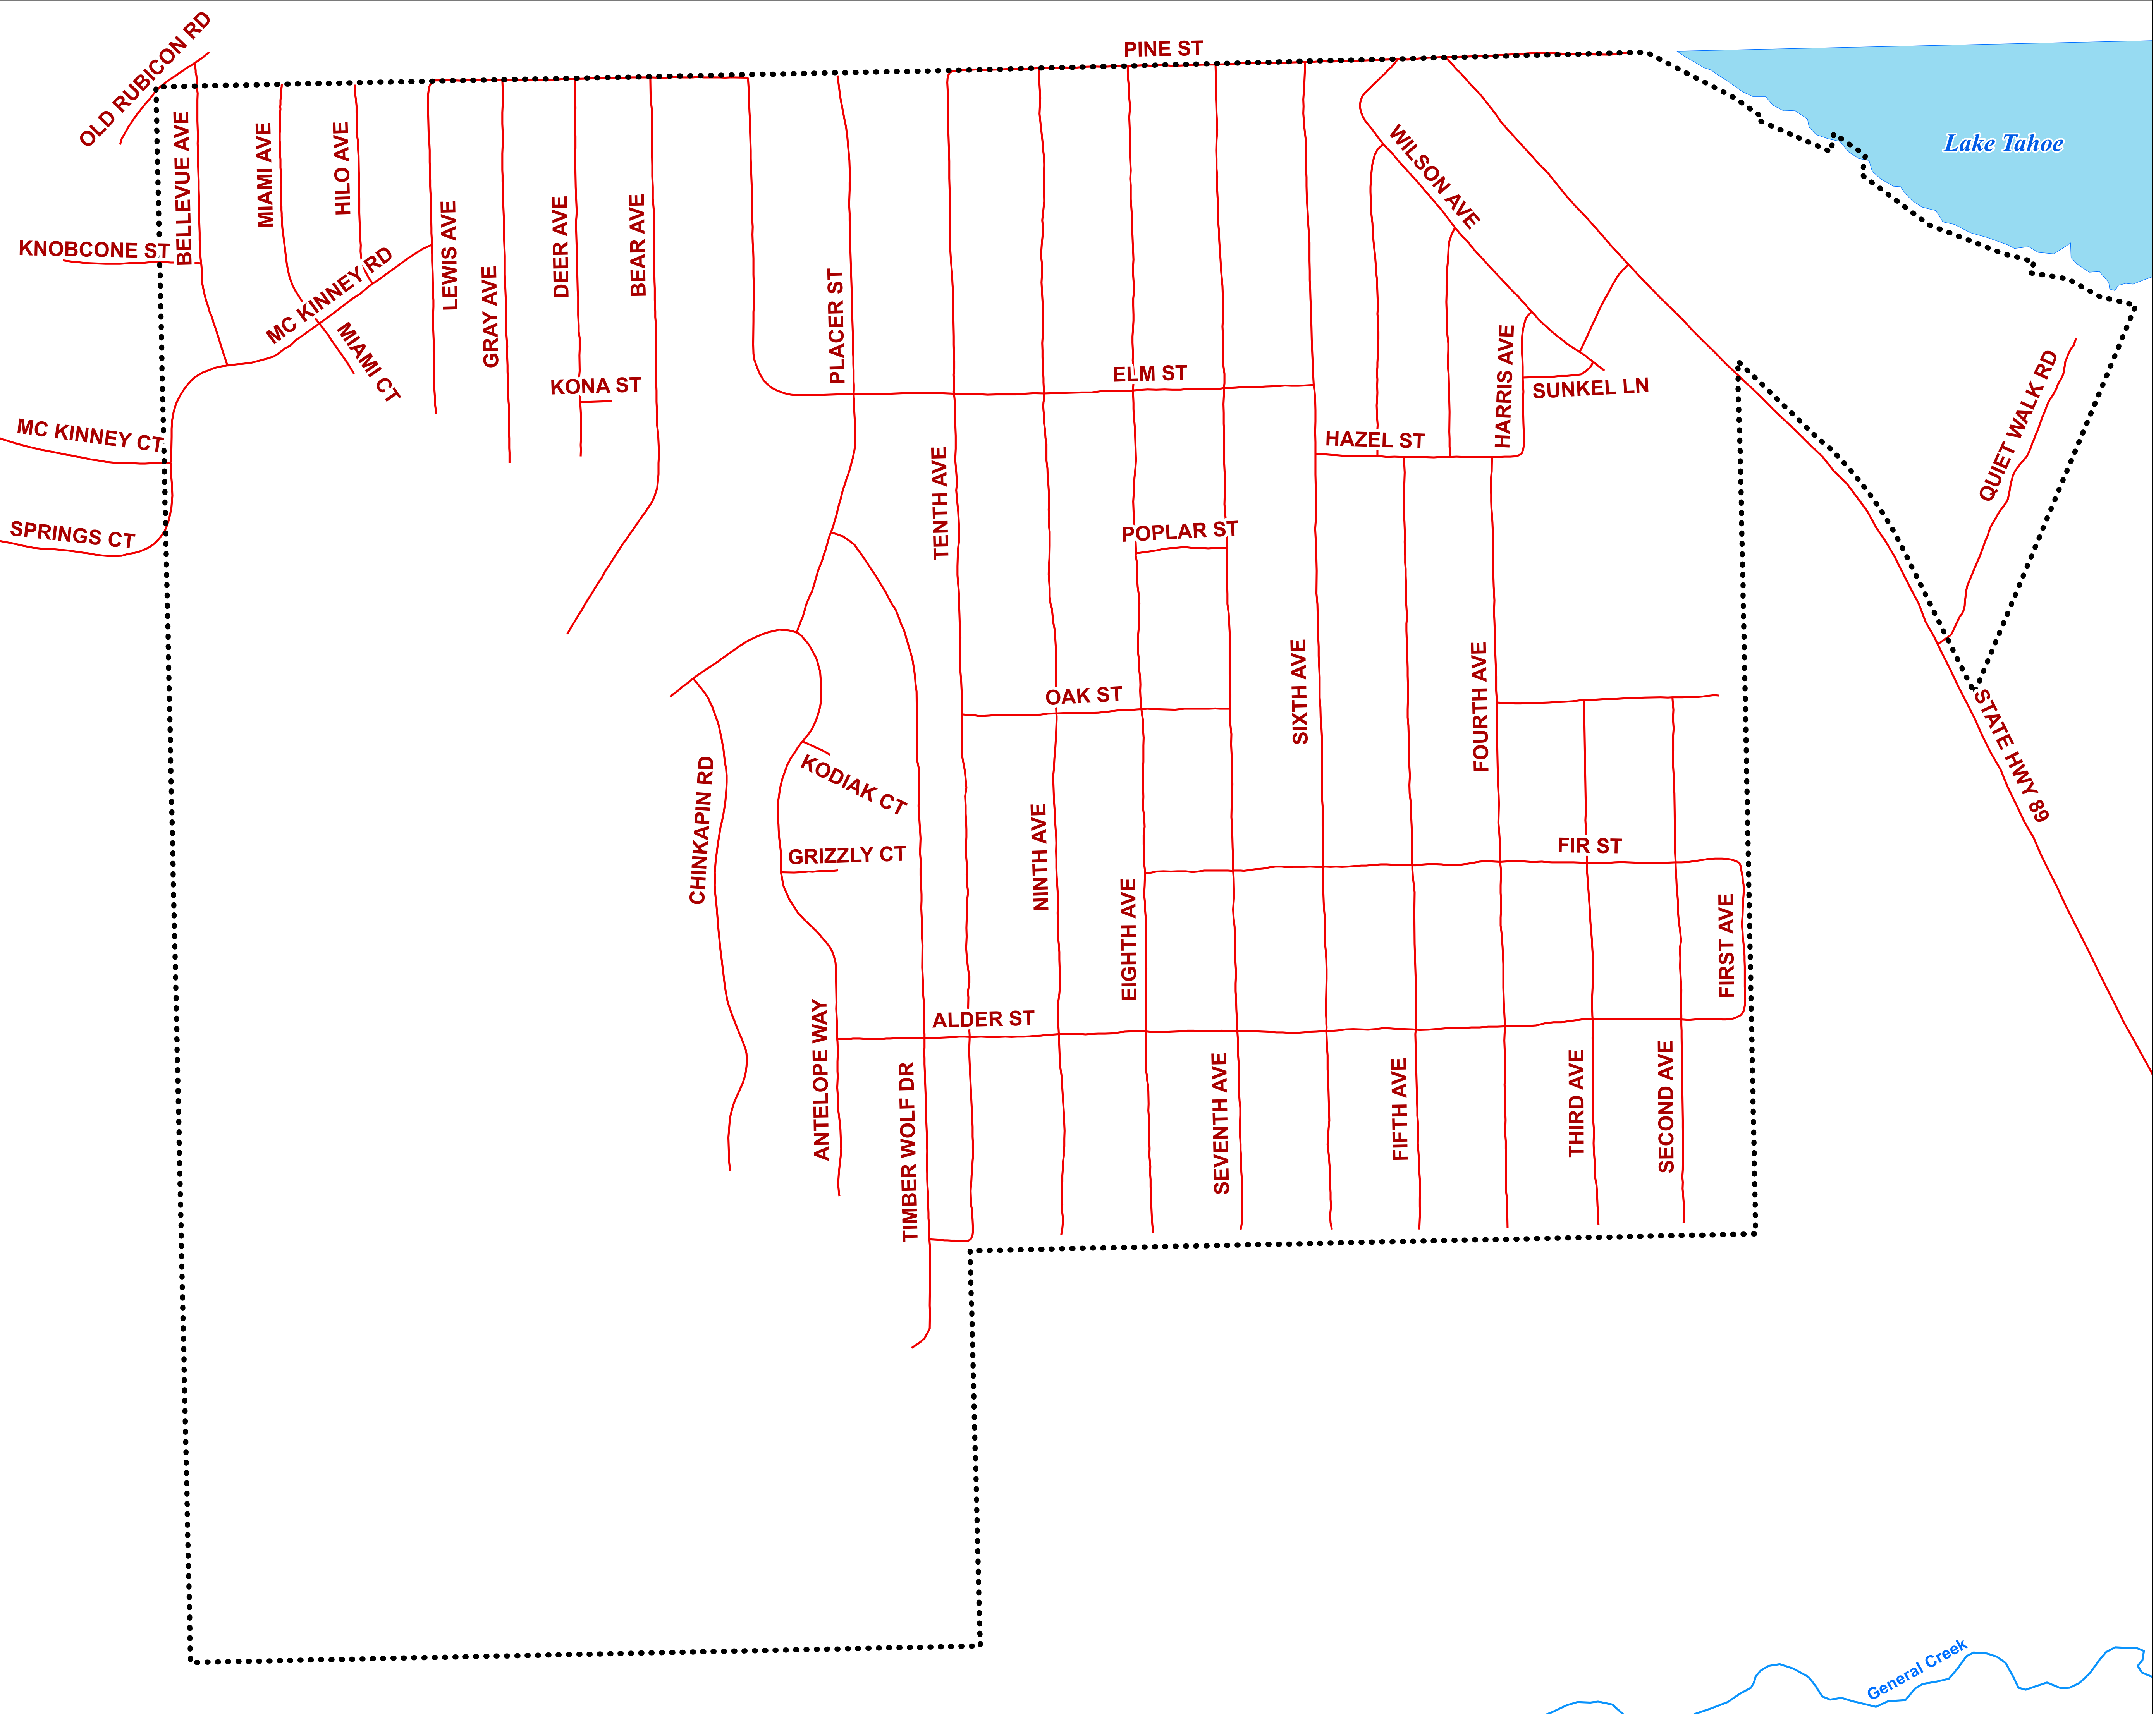 OLD RUBICON RD
PINE ST
Lake Tahoe
BELLEVUE AVE
MIAMI AVE
HILO AVE
WILSON AVE
KNOBCONE ST
MC KINNEY RD
LEWIS AVE
GRAY AVE
DEER AVE
BEAR AVE
PLACER ST
MIAMI CT
KONA ST
ELM ST
HARRIS AVE
SUNKEL LN
QUIET WALK RD
MC KINNEY CT
HAZEL ST
TENTH AVE
SPRINGS CT
POPLAR ST
OAK ST
SIXTH AVE
FOURTH AVE
STATE HWY 89
CHINKAPIN RD
KODIAK CT
GRIZZLY CT
NINTH AVE
FIR ST
EIGHTH AVE
FIRST AVE
ALDER ST
ANTELOPE WAY
TIMBER WOLF DR
SEVENTH AVE
FIFTH AVE
THIRD AVE
SECOND AVE
General Creek